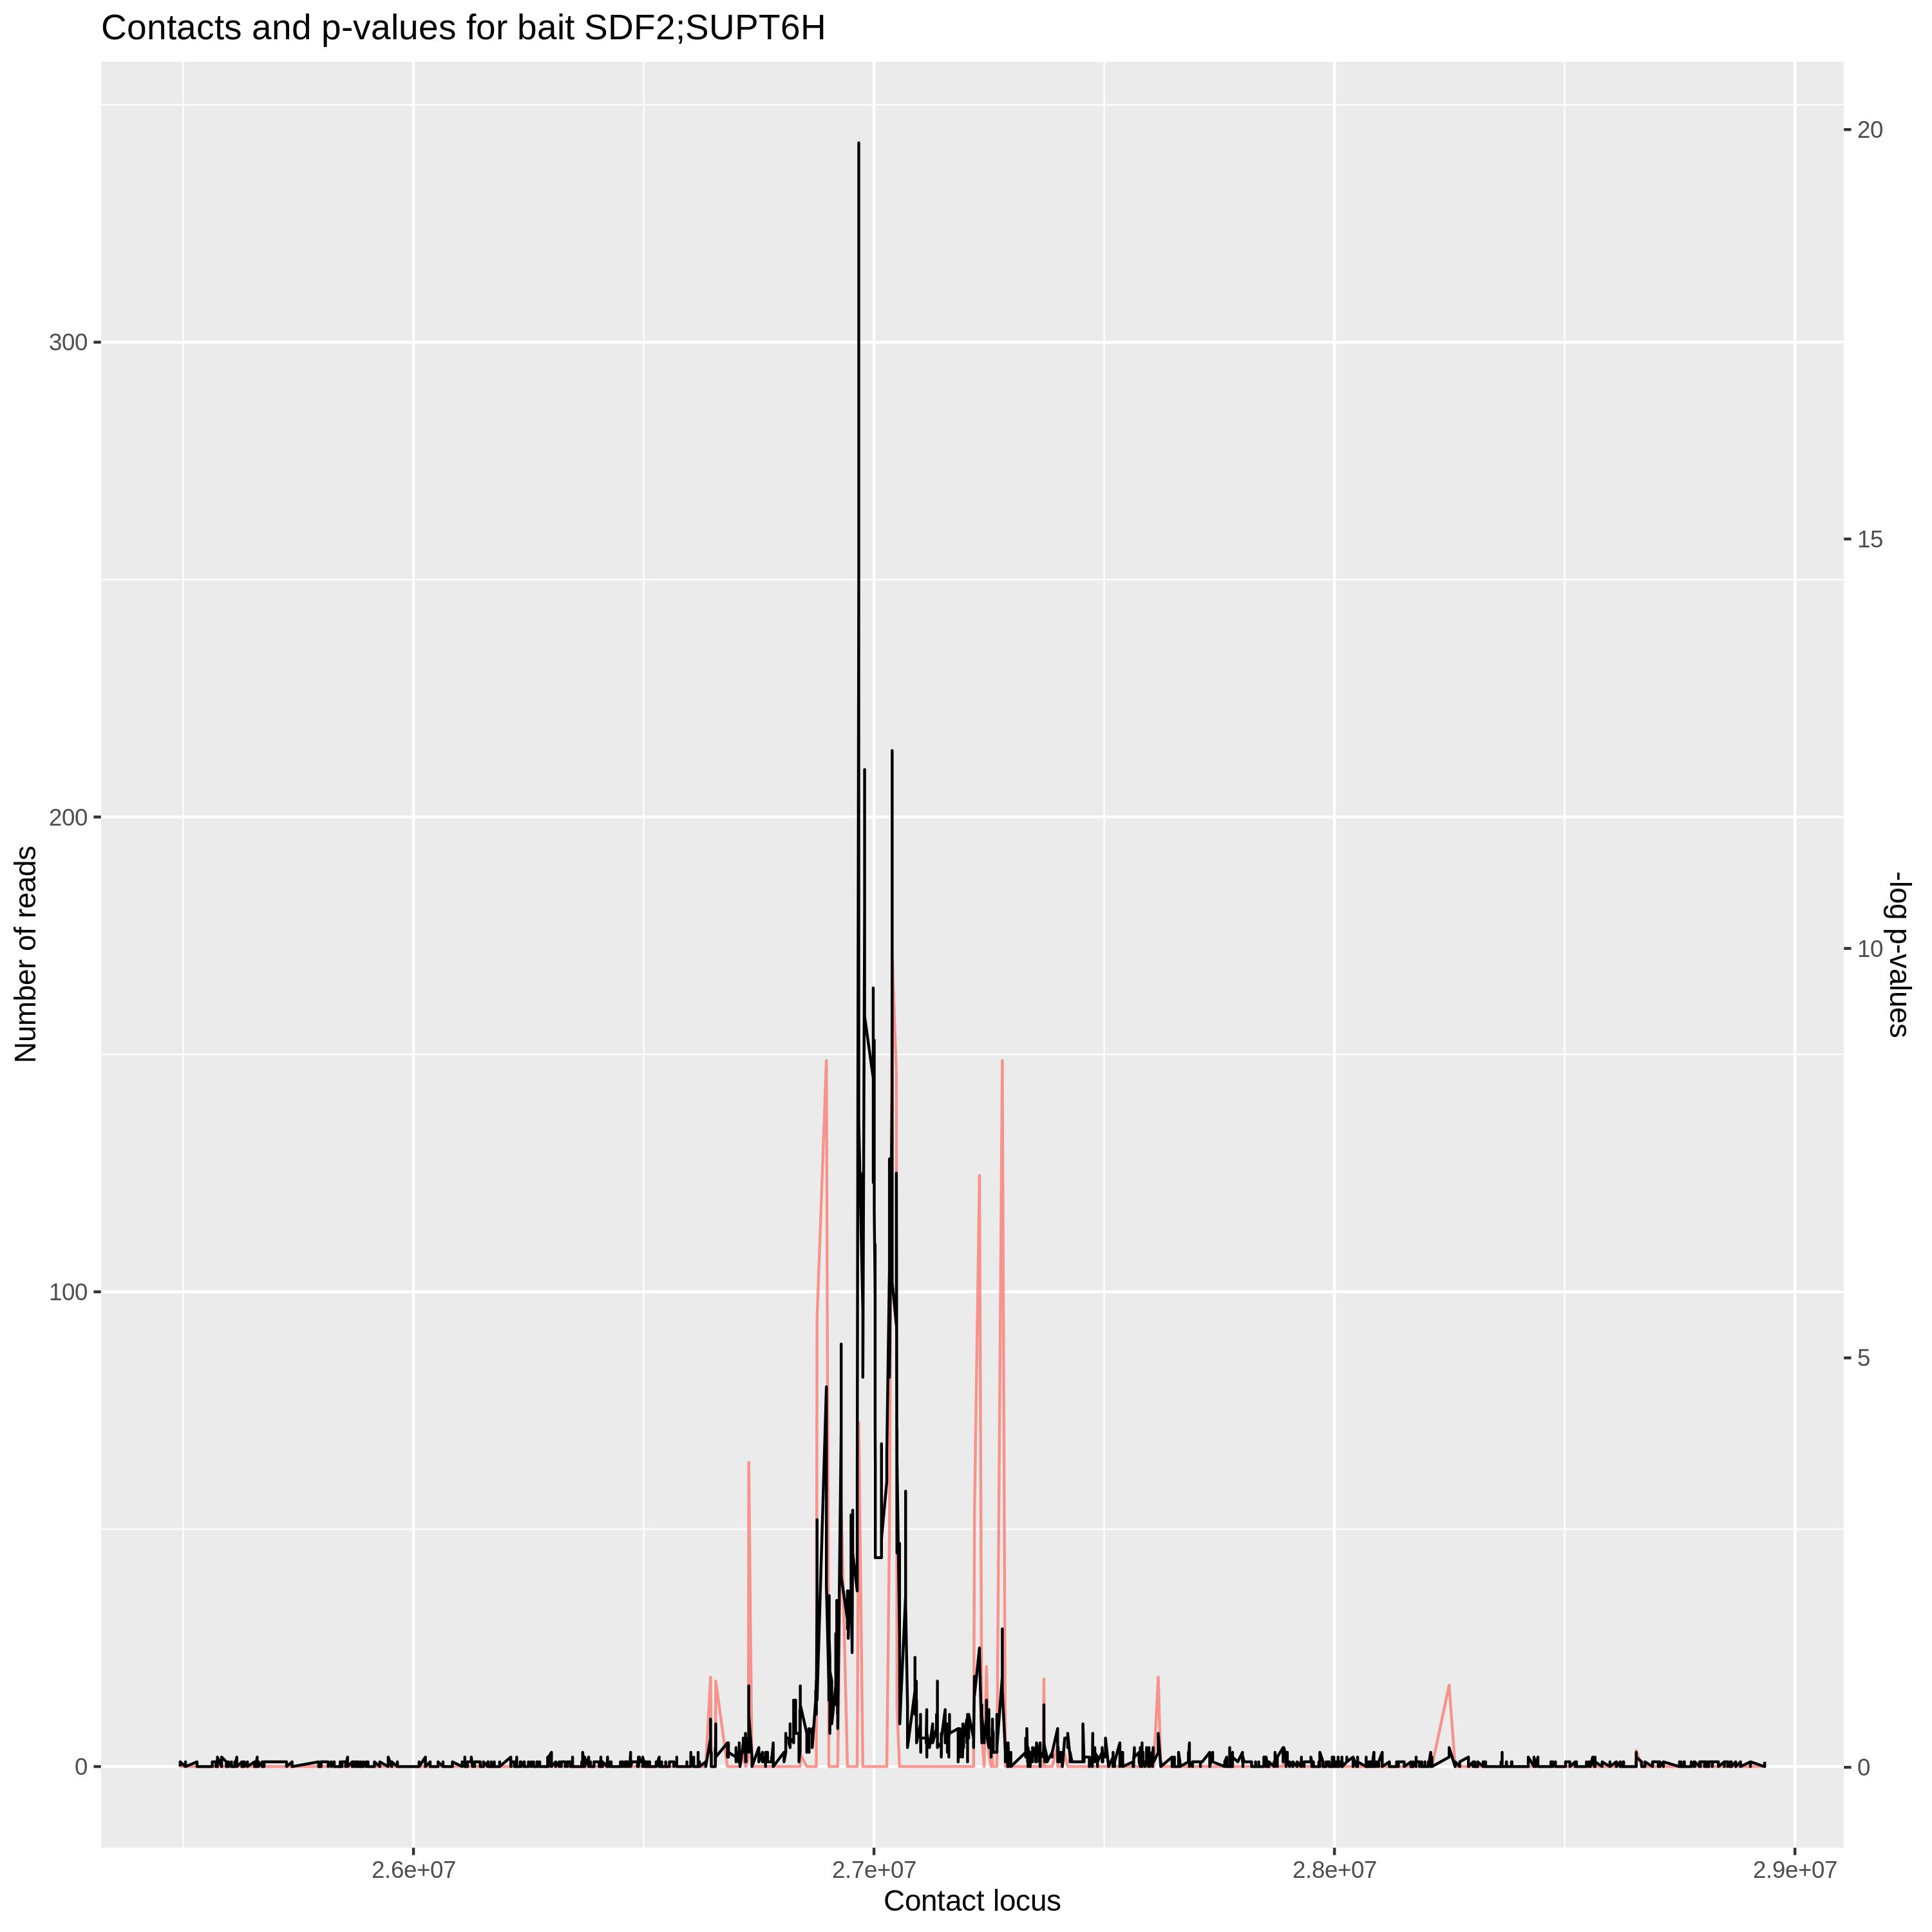 Contacts and p-values for bait SDF2;SUPT6H
Number of reads
300
200
100
0
20
15
10
5
0
-log p-values
2.6e+07
2.7e+07
2.8e+07
2.9e+07
Contact locus